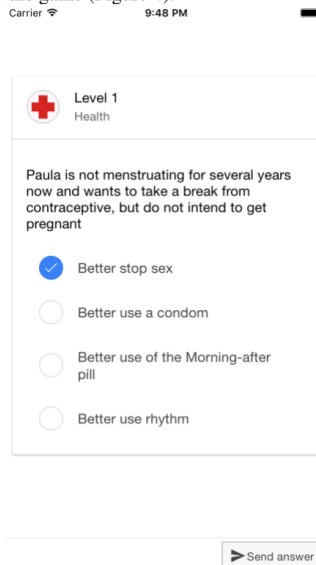 Carrier 9:48 PM
Level 1
Health
Paula is not menstruating for several years
now and wants to take a break from
contraceptive, but do not intend to get
pregnant
Better stop sex
Better use a condom
Better use of the Morning-after
pill
Better use rhythm
Send answer